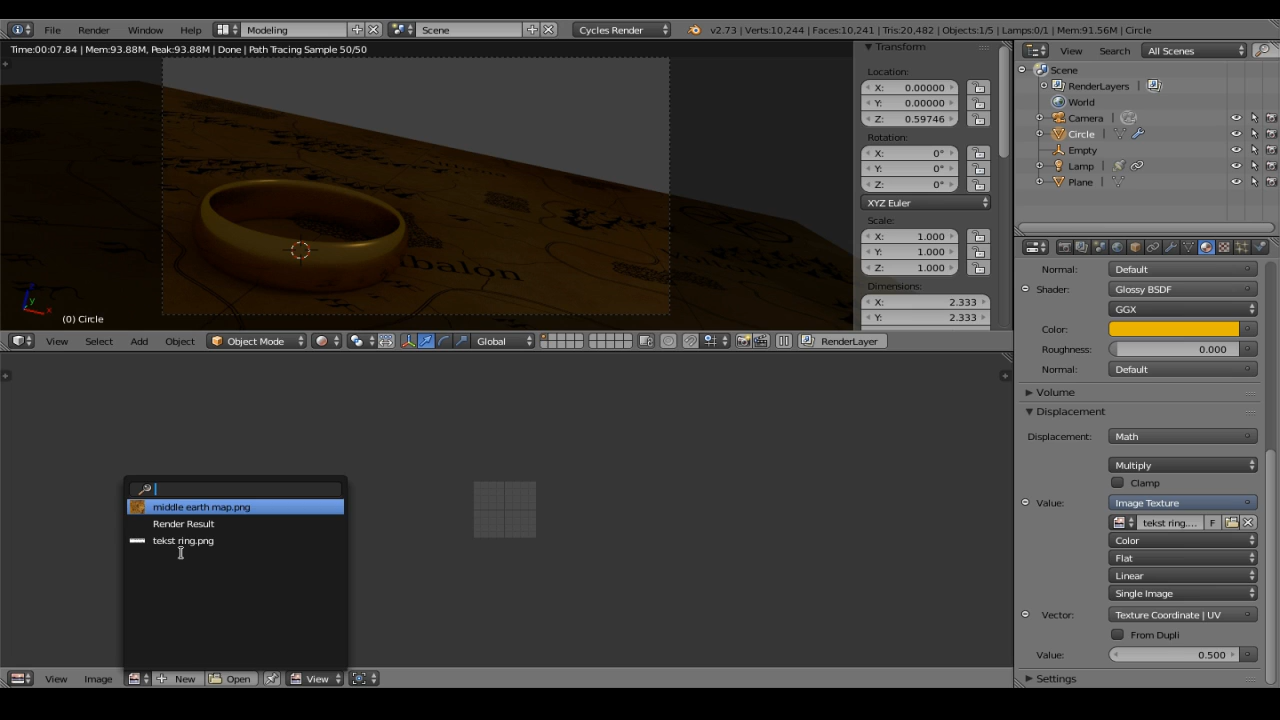 File Render Window Help Modeling Scene Cycles Render v2.73 | Verts:10,244 | Faces:10,241 | Tris:20,482 | Objects:1/5 | Lamps:0/1 | Mem:91.56M | Circle
Time:00:07.84 | Mem:93.88M, Peak:93.88M | Done | Path Tracing Sample 50/50
Transform
Location:
X: 0.00000
Y: 0.00000
Z: 0.59746
Rotation:
X: 0°
Y: 0°
Z: 0°
XYZ Euler
Scale:
X: 1.000
Y: 1.000
Z: 1.000
Dimensions:
X: 2.333
Y: 2.333
View Search All Scenes
Scene
RenderLayers
World
Camera
Circle
Empty
Lamp
Plane
z
y
x
(0) Circle
View Select Add Object Object Mode Global RenderLayer
Normal: Default
Shader: Glossy BSDF
GGX
Color:
Roughness: 0.000
Normal: Default
Volume
Displacement
Displacement: Math
Multiply
Clamp
Value: Image Texture
tekst ring.... F
Color
Flat
Linear
Single Image
Vector: Texture Coordinate | UV
From Dupli
Value: 0.500
Settings
middle earth map.png
Render Result
tekst ring.png
View Image New Open View